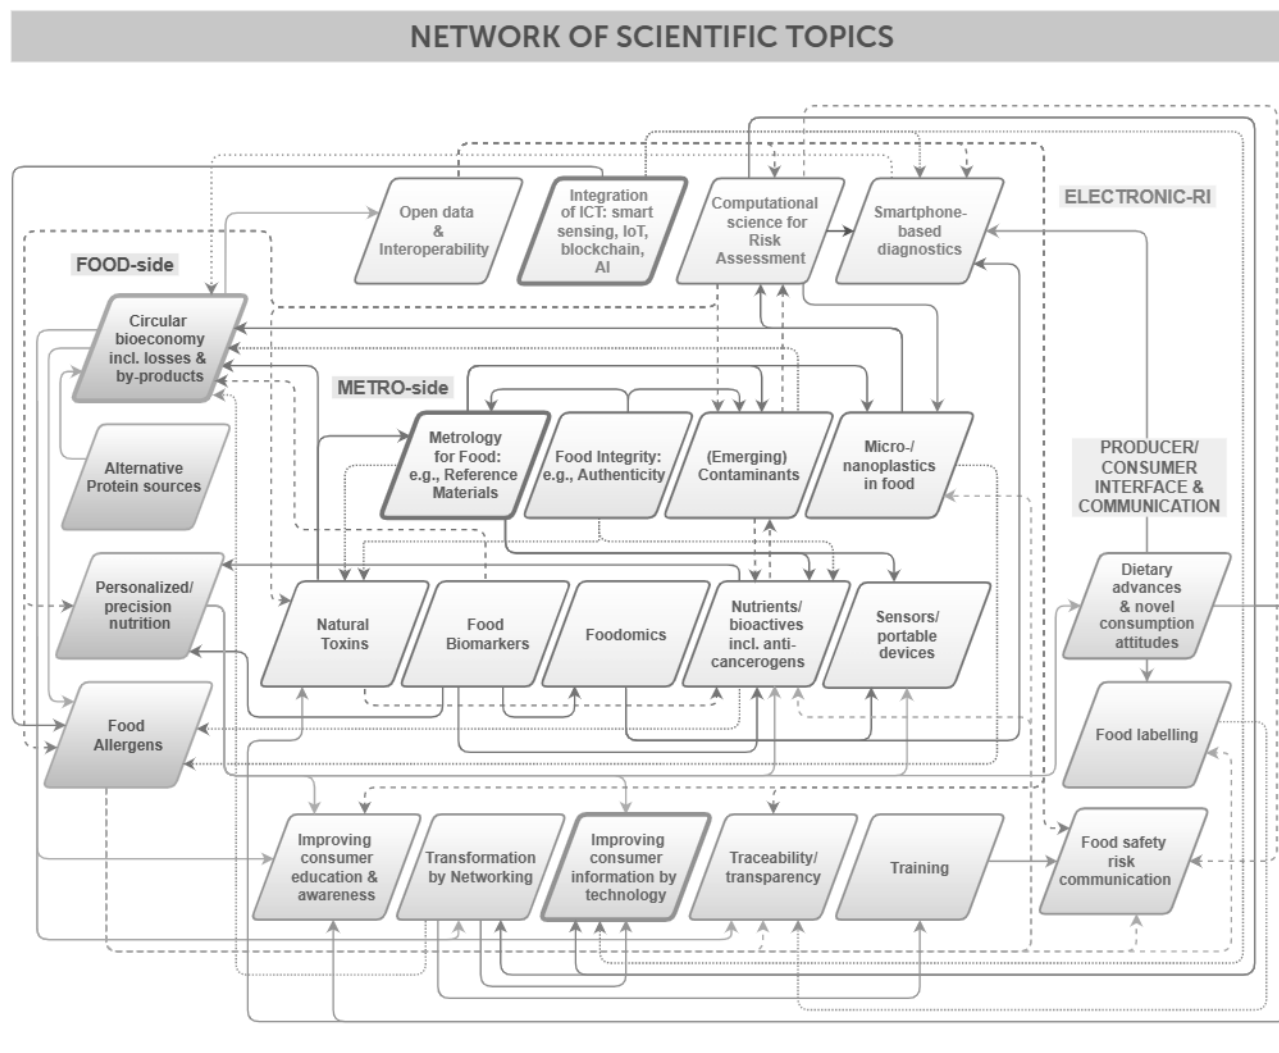 NETWORK OF SCIENTIFIC TOPICS
ELECTRONIC-RI
Open data
&
Interoperability
Integration
of ICT: smart
sensing, IoT,
blockchain,
AI
Computational
science for
Risk
Assessment
Smartphone-
based
diagnostics
FOOD-side
Circular
bioeconomy
incl. losses &
by-products
Alternative
Protein sources
Personalized/
precision
nutrition
Food
Allergens
METRO-side
Metrology
for Food:
e.g., Reference
Materials
Food Integrity:
e.g., Authenticity
(Emerging)
Contaminants
Micro-/
nanoplastics
in food
Natural
Toxins
Food
Biomarkers
Foodomics
Nutrients/
bioactives
incl. anti-
cancerogens
Sensors/
portable
devices
PRODUCER/
CONSUMER
INTERFACE &
COMMUNICATION
Dietary
advances
& novel
consumption
attitudes
Food labelling
Improving
consumer
education &
awareness
Transformation
by Networking
Improving
consumer
information by
technology
Traceability/
transparency
Training
Food safety
risk
communication